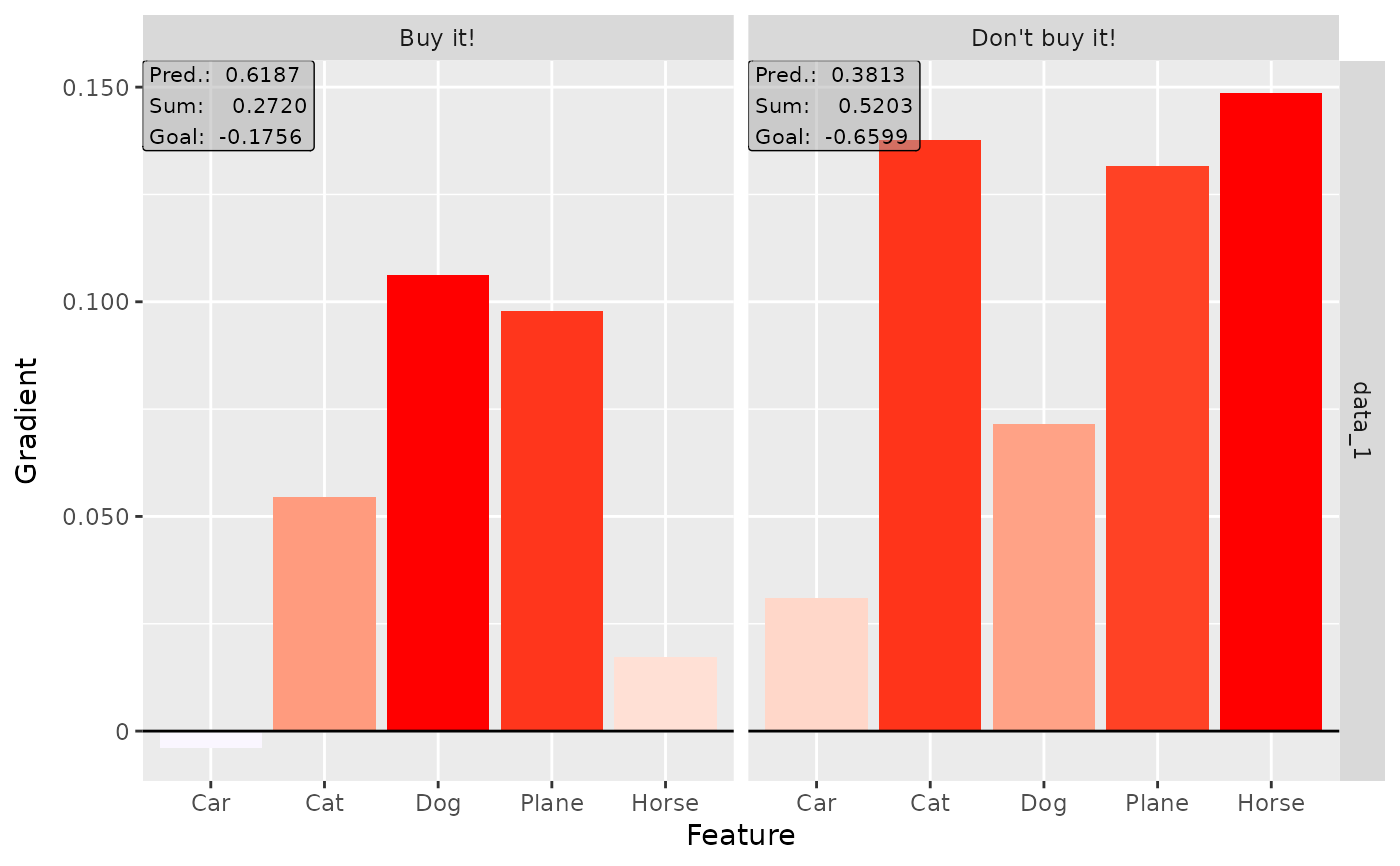 Buy it!
Don't buy it!
Pred.: 0.6187
Sum: 0.2720
Goal: -0.1756
Pred.: 0.3813
Sum: 0.5203
Goal: -0.6599
0.150
0.100
0.050
0
Gradient
data_1
Car Cat Dog Plane Horse
Car Cat Dog Plane Horse
Feature